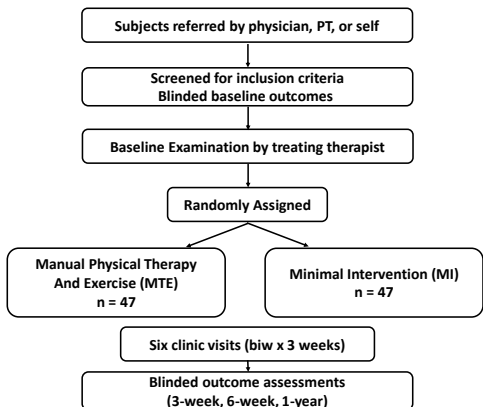 Subjects referred by physician, PT, or self
Screened for inclusion criteria
Blinded baseline outcomes
Baseline Examination by treating therapist
Randomly Assigned
Manual Physical Therapy
And Exercise (MTE)
n = 47
Minimal Intervention (MI)
n = 47
Six clinic visits (biw x 3 weeks)
Blinded outcome assessments
(3-week, 6-week, 1-year)